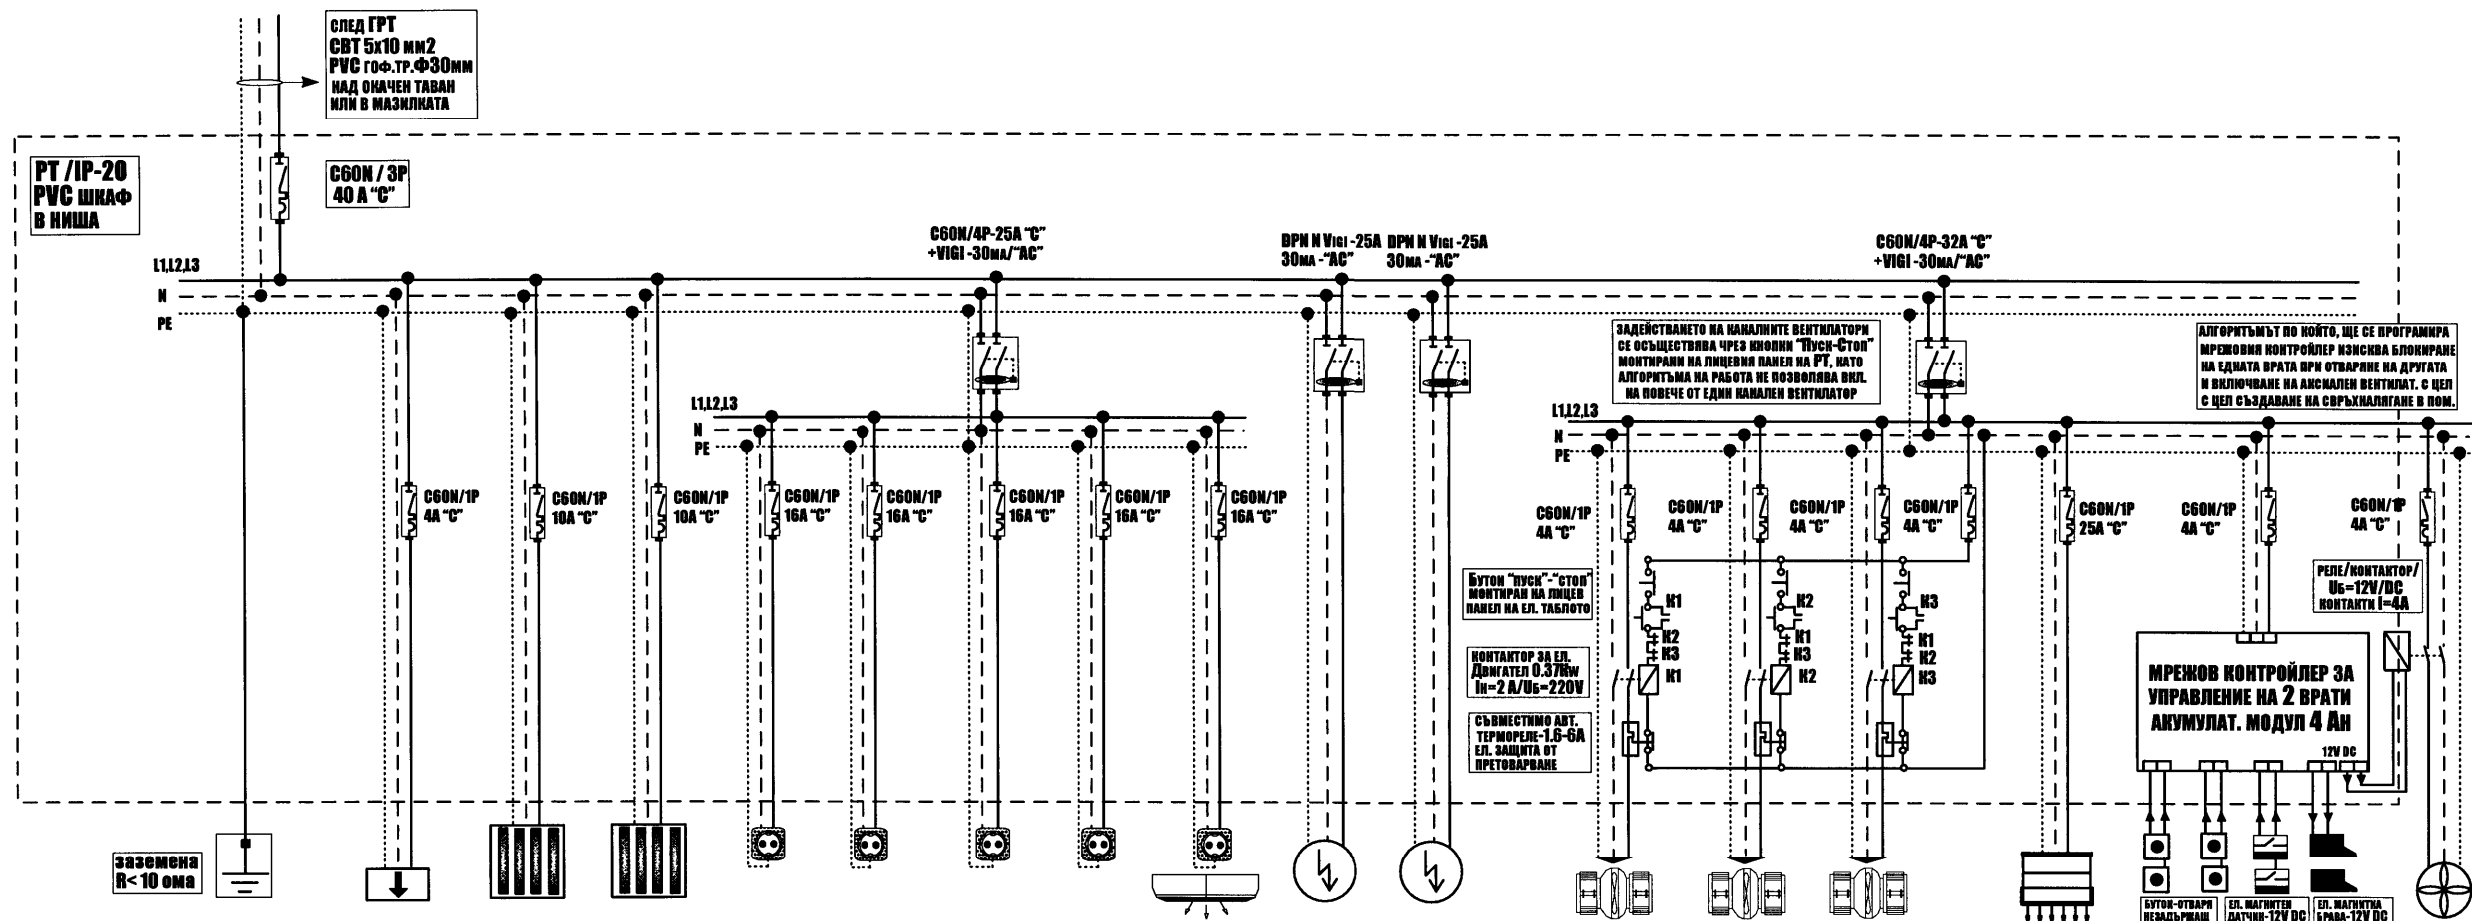 СЛЕД ГРТ
СВТ 5х10 мм2
PVC ГОФ.ТР.Ф30мм
НАД ОКАЧЕН ТАВАН
ИЛИ В МАЗИЛКАТА
РТ /IP-20
PVC ШКАФ
В НИША
C60N / 3P
40 A "C"
L1,L2,L3
N
PE
C60N/4P-25A "C"
+VIGI -30мА/"AC"
DPN N VIGI -25A
30мА -"AC"
DPN N VIGI -25A
30мА -"AC"
C60N/4P-32A "C"
+VIGI -30мА/"AC"
ЗАДЕЙСТВАНЕТО НА КАНАЛНИТЕ ВЕНТИЛАТОРИ
СЕ ОСЪЩЕСТВЯВА ЧРЕЗ КНОПКИ "ПУСК-СТОП"
МОНТИРАНИ НА ЛИЦЕВИЯ ПАНЕЛ НА РТ, КАТО
АЛГОРИТЪМА НА РАБОТА НЕ ПОЗВОЛЯВА ВКЛ.
НА ПОВЕЧЕ ОТ ЕДИН КАНАЛЕН ВЕНТИЛАТОР
АЛГОРИТЪМЪТ ПО КОЙТО, ЩЕ СЕ ПРОГРАМИРА
МРЕЖОВИЯ КОНТРОЙЛЕР ИЗИСКВА БЛОКИРАНЕ
НА ЕДНАТА ВРАТА ПРИ ОТВАРЯНЕ НА ДРУГАТА
И ВКЛЮЧВАНЕ НА АКСИАЛЕН ВЕНТИЛАТ. С ЦЕЛ
С ЦЕЛ СЪЗДАВАНЕ НА СВРЪХНАЛЯГАНЕ В ПОМ.
L1,L2,L3
N
PE
L1,L2,L3
N
PE
C60N/1P
4A "C"
C60N/1P
10A "C"
C60N/1P
10A "C"
C60N/1P
16A "C"
C60N/1P
16A "C"
C60N/1P
16A "C"
C60N/1P
16A "C"
C60N/1P
16A "C"
C60N/1P
4A "C"
C60N/1P
4A "C"
C60N/1P
4A "C"
C60N/1P
4A "C"
C60N/1P
25A "C"
C60N/1P
4A "C"
C60N/1P
4A "C"
БУТОН "ПУСК"-"СТОП"
МОНТИРАН НА ЛИЦЕВ
ПАНЕЛ НА ЕЛ. ТАБЛОТО
РЕЛЕ/КОНТАКТОР/
UБ=12V/DC
КОНТАКТИ I=4A
K1
K2
K3
K1
K2
K1
K3
K2
K3
K1
K2
K3
КОНТАКТОР ЗА ЕЛ.
ДВИГАТЕЛ 0.37Kw
IН=2 A/UБ=220V
СЪВМЕСТИМО АВТ.
ТЕРМОРЕЛЕ-1.6-6A
ЕЛ. ЗАЩИТА ОТ
ПРЕТОВАРВАНЕ
МРЕЖОВ КОНТРОЙЛЕР ЗА
УПРАВЛЕНИЕ НА 2 ВРАТИ
АКУМУЛАТ. МОДУЛ 4 АН
12V DC
заземена
R< 10 ома
БУТОН-ОТВАРЯ
НЕЗАДЪРЖАЩ
ЕЛ. МАГНИТЕН
ДАТЧИК-12V DC
ЕЛ. МАГНИТНА
БРАВА-12V DC